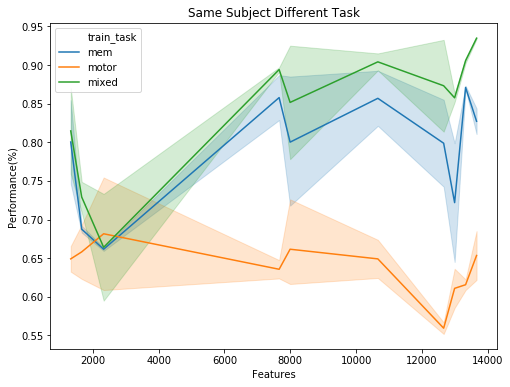 Same Subject Different Task
train_task
mem
motor
mixed
Performance(%)
0.95
0.90
0.85
0.80
0.75
0.70
0.65
0.60
0.55
2000 4000 6000 8000 10000 12000 14000
Features